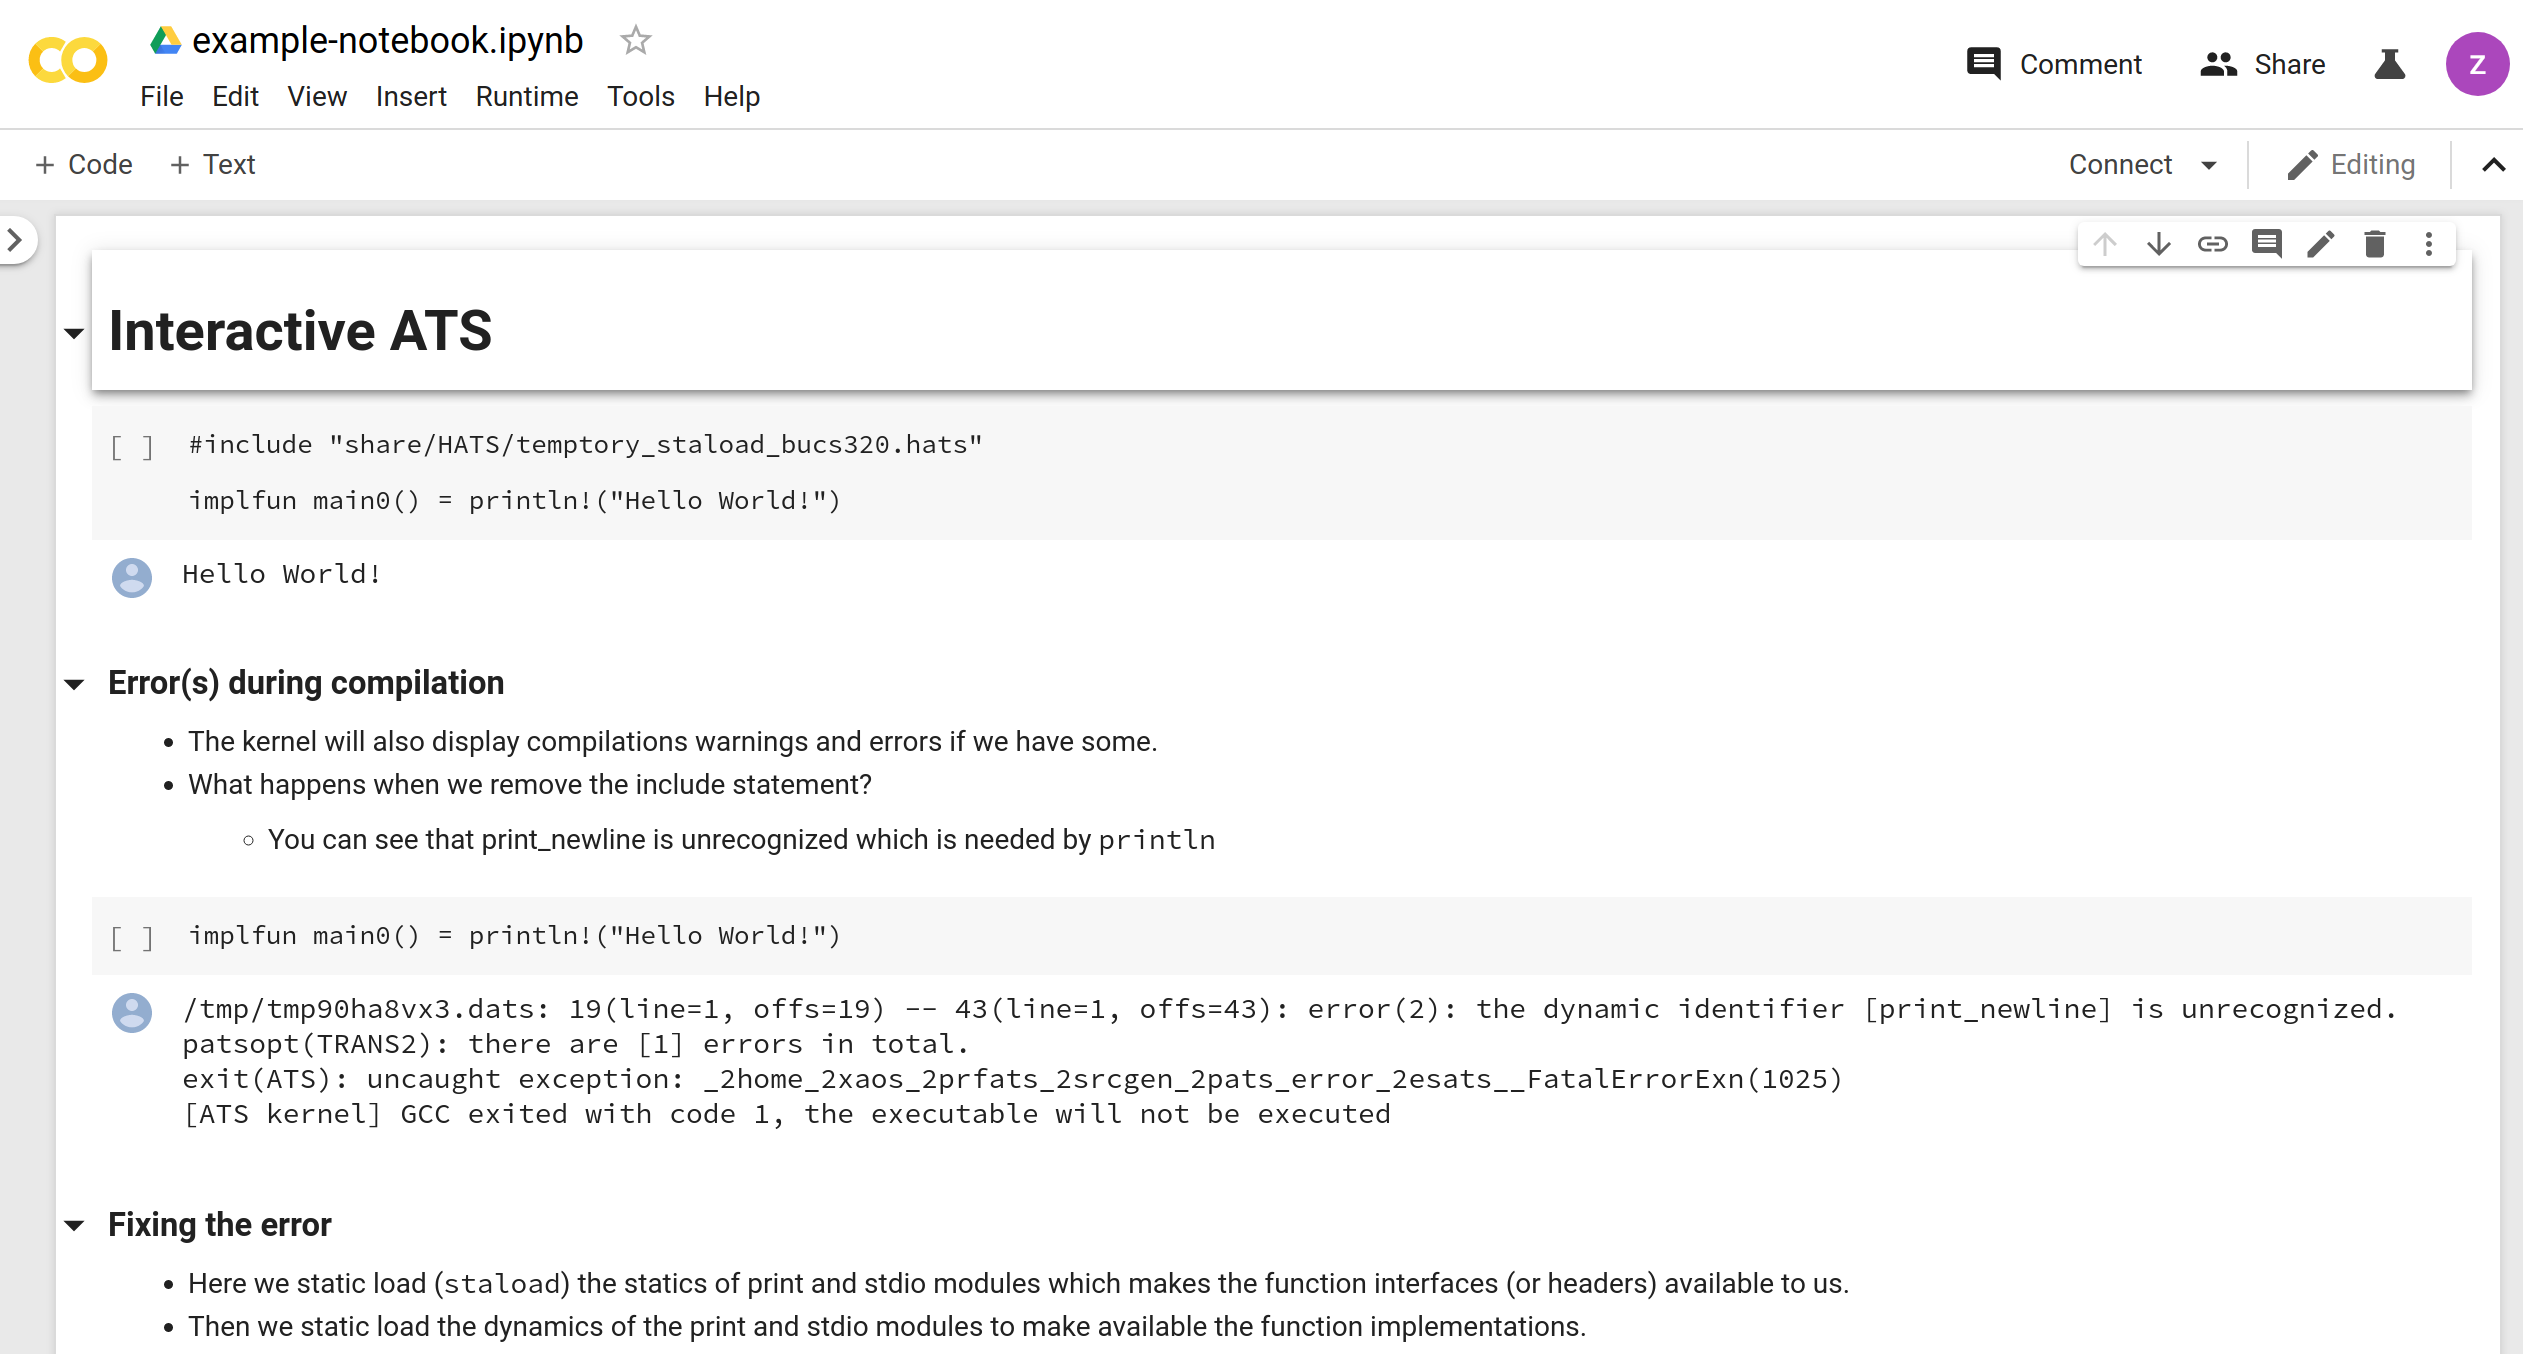 example-notebook.ipynb
File Edit View Insert Runtime Tools Help
Comment Share Z
+ Code + Text
Connect Editing
Interactive ATS
[ ] #include "share/HATS/temptory_staload_bucs320.hats"
implfun main0() = println!("Hello World!")
Hello World!
Error(s) during compilation
• The kernel will also display compilations warnings and errors if we have some.
• What happens when we remove the include statement?
◦ You can see that print_newline is unrecognized which is needed by println
[ ] implfun main0() = println!("Hello World!")
/tmp/tmp90ha8vx3.dats: 19(line=1, offs=19) -- 43(line=1, offs=43): error(2): the dynamic identifier [print_newline] is unrecognized.
patsopt(TRANS2): there are [1] errors in total.
exit(ATS): uncaught exception: _2home_2xaos_2prfats_2srcgen_2pats_error_2esats__FatalErrorExn(1025)
[ATS kernel] GCC exited with code 1, the executable will not be executed
Fixing the error
• Here we static load (staload) the statics of print and stdio modules which makes the function interfaces (or headers) available to us.
• Then we static load the dynamics of the print and stdio modules to make available the function implementations.